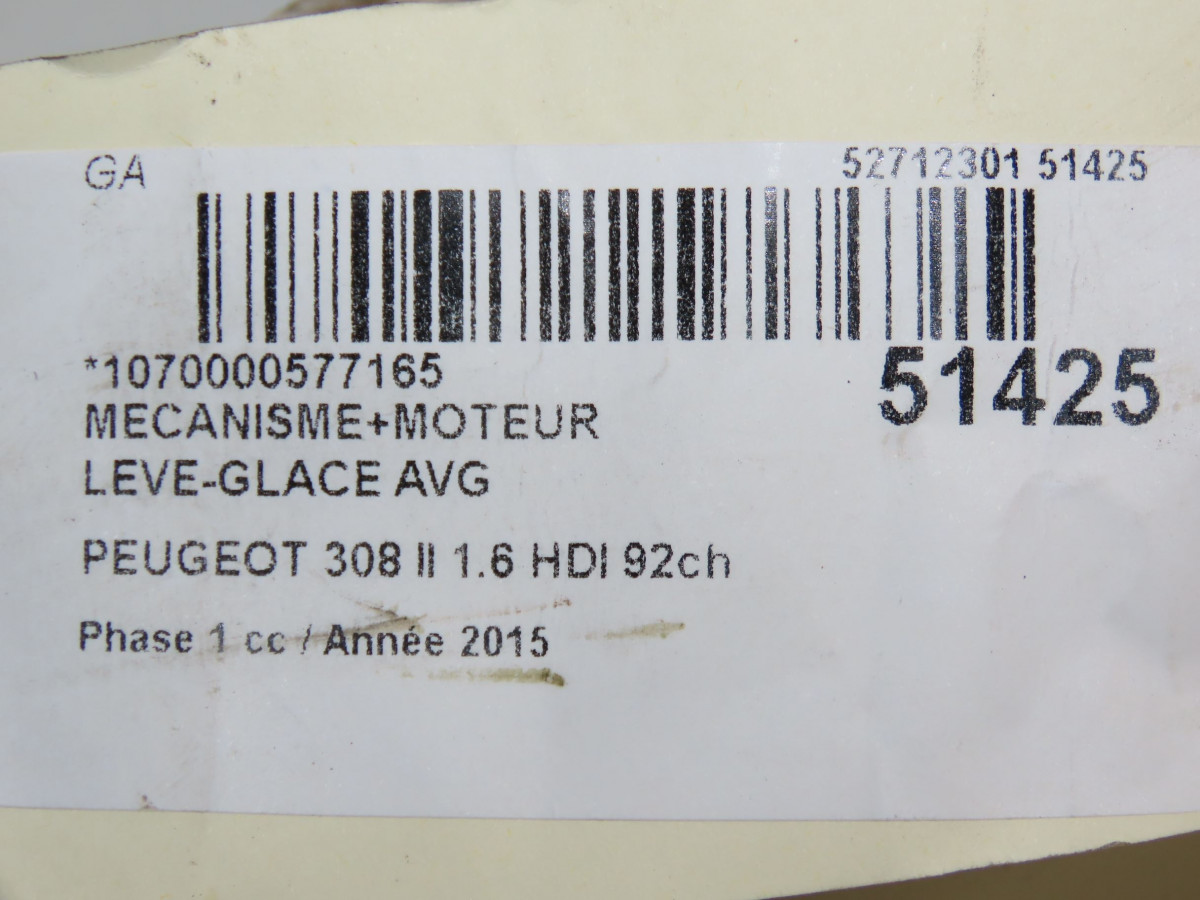 GA
52712301 51425
*1070000577165
51425
MECANISME+MOTEUR
LEVE-GLACE AVG
PEUGEOT 308 II 1.6 HDI 92ch
Phase 1 cc / Année 2015